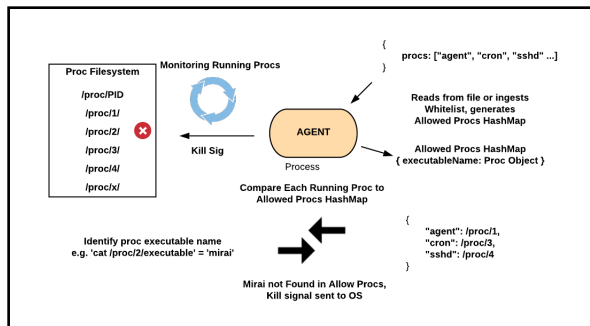 Proc Filesystem
/proc/PID
/proc/1/
/proc/2/
/proc/3/
/proc/4/
/proc/x/
Monitoring Running Procs
Kill Sig
AGENT
Process
{
procs: ["agent", "cron", "sshd" ...]
}
Reads from file or ingests
Whitelist, generates
Allowed Procs HashMap
Allowed Procs HashMap
{ executableName: Proc Object }
Compare Each Running Proc to
Allowed Procs HashMap
Identify proc executable name
e.g. 'cat /proc/2/executable' = 'mirai'
{
"agent": /proc/1,
"cron": /proc/3,
"sshd": /proc/4
}
Mirai not Found in Allow Procs,
Kill signal sent to OS